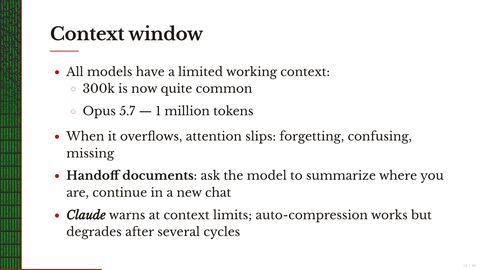 Context window
All models have a limited working context:
300k is now quite common
Opus 5.7 — 1 million tokens
When it overflows, attention slips: forgetting, confusing,
missing
Handoff documents: ask the model to summarize where you
are, continue in a new chat
Claude warns at context limits; auto-compression works but
degrades after several cycles